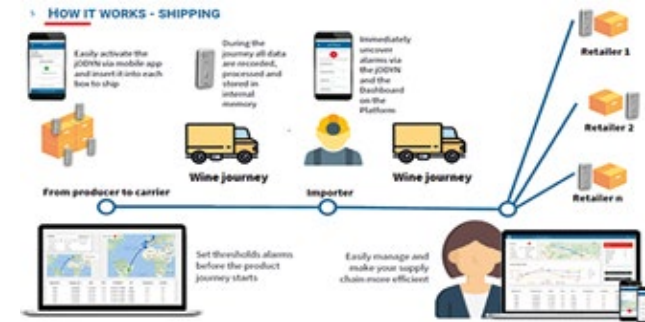 HOW IT WORKS - SHIPPING
Easily activate the
jODYN via mobile app
and insert it into each
box to ship
During the
journey all data
are recorded,
processed and
stored in
internal
memory
Immediately
uncover
alarms via
the jODYN
and the
Dashboard
on the
Platform
Retailer 1
Retailer 2
Retailer n
Wine journey
Wine journey
From producer to carrier
Importer
Set thresholds alarms
before the product
journey starts
Easily manage and
make your supply
chain more efficient